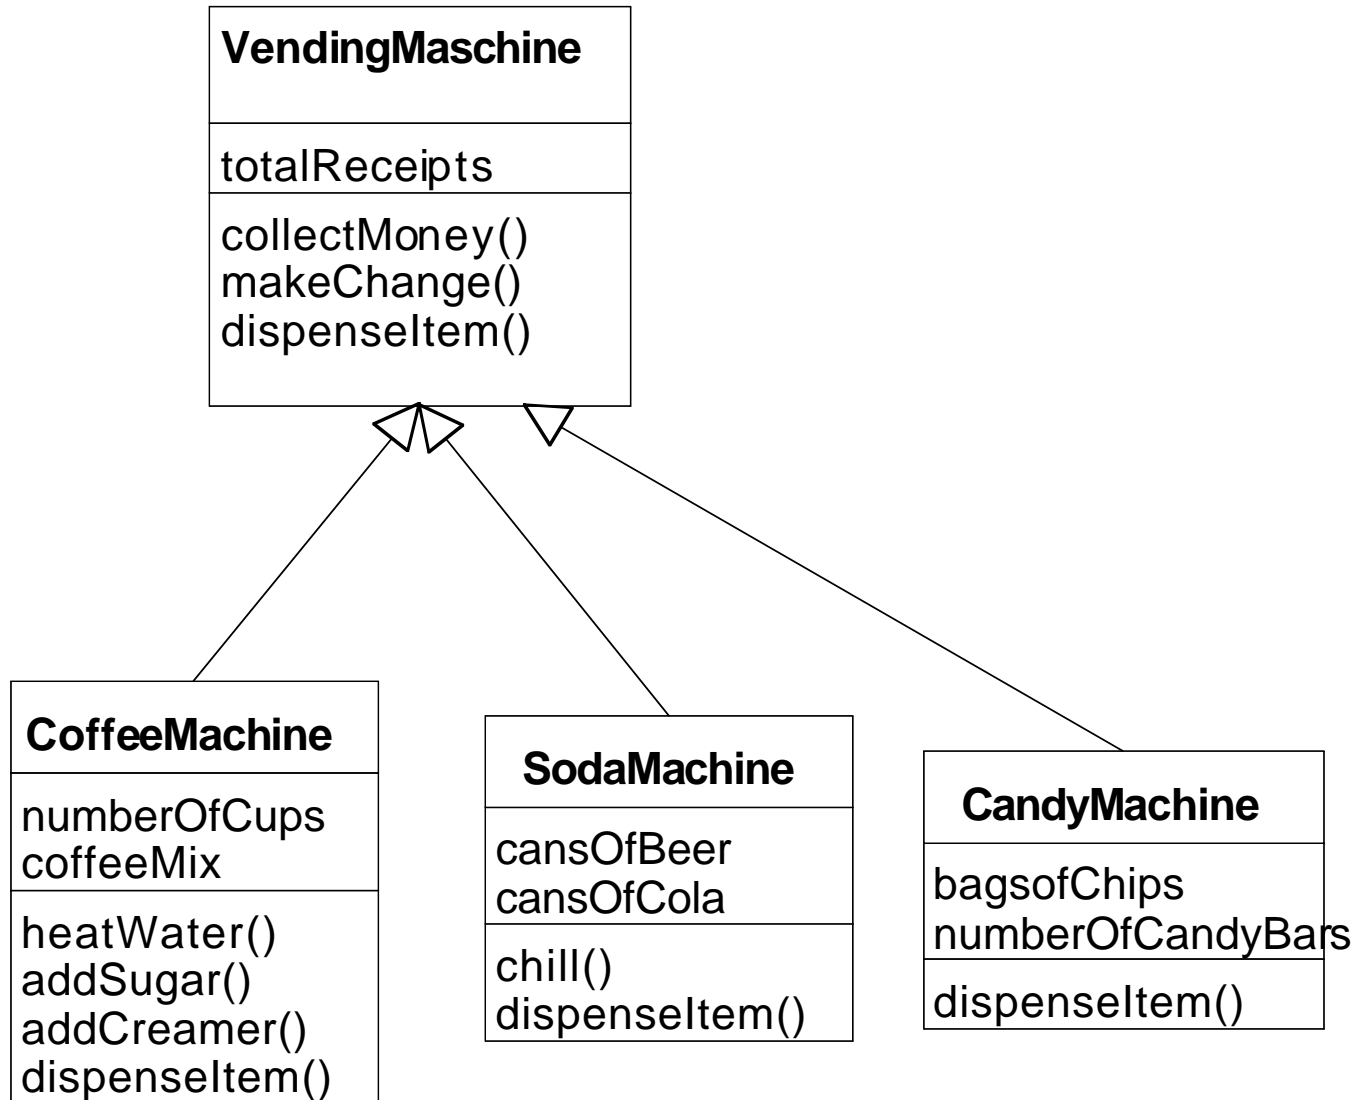 VendingMaschine
totalReceipts
collectMoney()
makeChange()
dispenseItem()
CoffeeMachine
numberOfCups
coffeeMix
heatWater()
addSugar()
addCreamer()
dispenseItem()
SodaMachine
cansOfBeer
cansOfCola
chill()
dispenseItem()
CandyMachine
bagsofChips
numberOfCandyBars
dispenseItem()